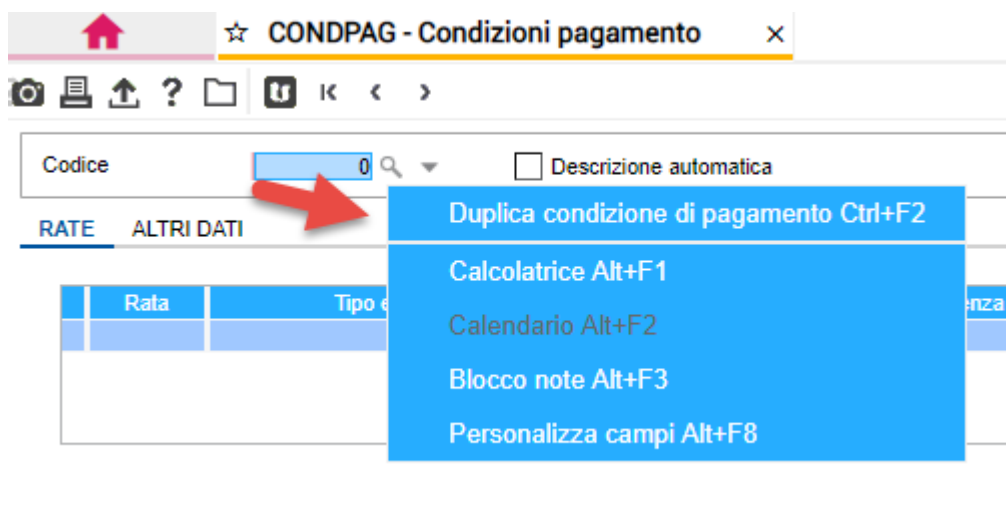 CONDPAG - Condizioni pagamento
Codice 0 Descrizione automatica
RATE ALTRI DATI
Duplica condizione di pagamento Ctrl+F2
Calcolatrice Alt+F1
Rata Tipo
Calendario Alt+F2
Blocco note Alt+F3
Personalizza campi Alt+F8